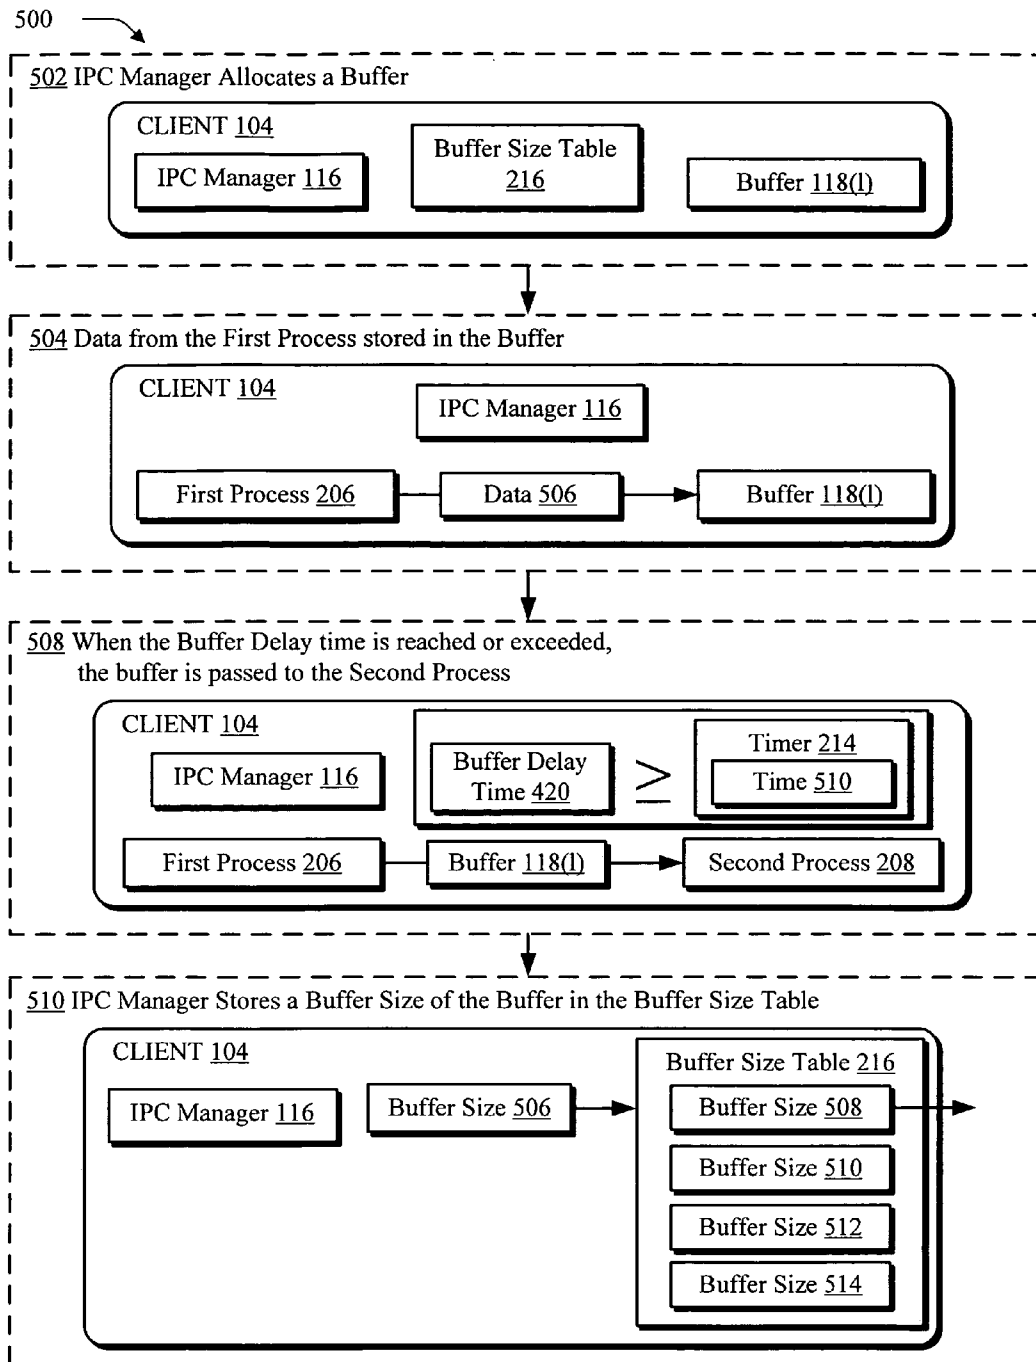 500
502 IPC Manager Allocates a Buffer
CLIENT 104
IPC Manager 116
Buffer Size Table
216
Buffer 118(l)
504 Data from the First Process stored in the Buffer
CLIENT 104
IPC Manager 116
First Process 206
Data 506
Buffer 118(l)
508 When the Buffer Delay time is reached or exceeded,
the buffer is passed to the Second Process
CLIENT 104
IPC Manager 116
Buffer Delay
Time 420
≥
Timer 214
Time 510
First Process 206
Buffer 118(l)
Second Process 208
510 IPC Manager Stores a Buffer Size of the Buffer in the Buffer Size Table
CLIENT 104
IPC Manager 116
Buffer Size 506
Buffer Size Table 216
Buffer Size 508
Buffer Size 510
Buffer Size 512
Buffer Size 514